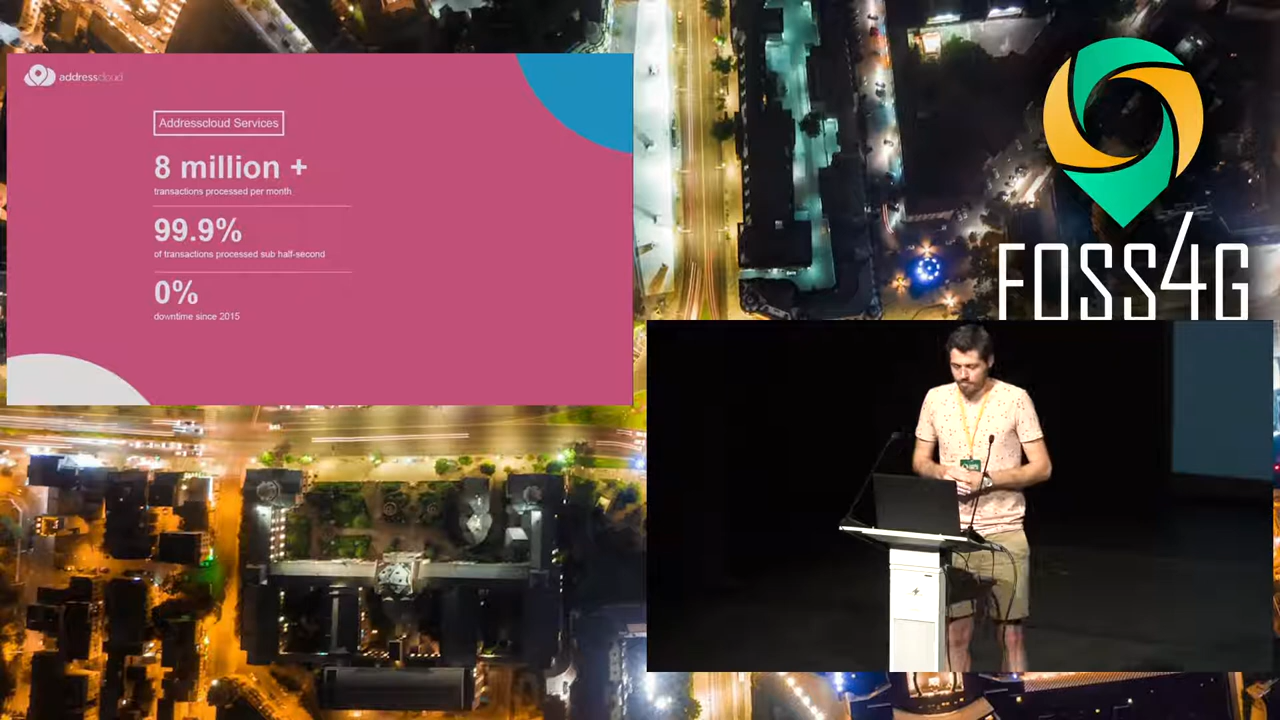 addresscloud
Addresscloud Services
8 million +
transactions processed per month
99.9%
of transactions processed sub half-second
0%
downtime since 2015
FOSS4G